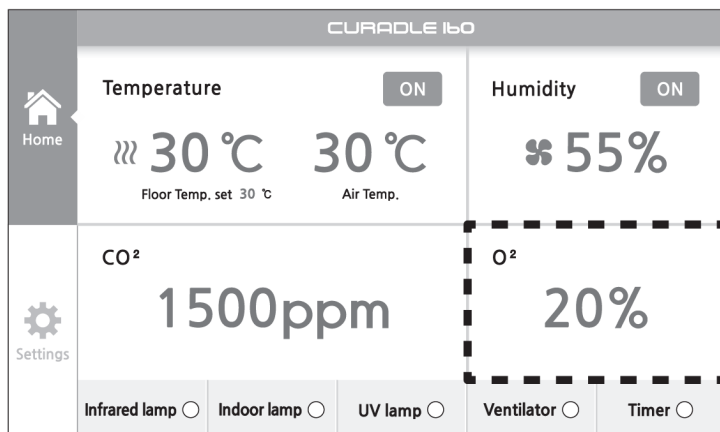 CURADLE 160
Temperature ON
Humidity ON
Home
30 ℃ 30 ℃
55%
Floor Temp. set 30 ℃ Air Temp.
CO²
O²
1500ppm
20%
Settings
Infrared lamp Indoor lamp UV lamp Ventilator Timer